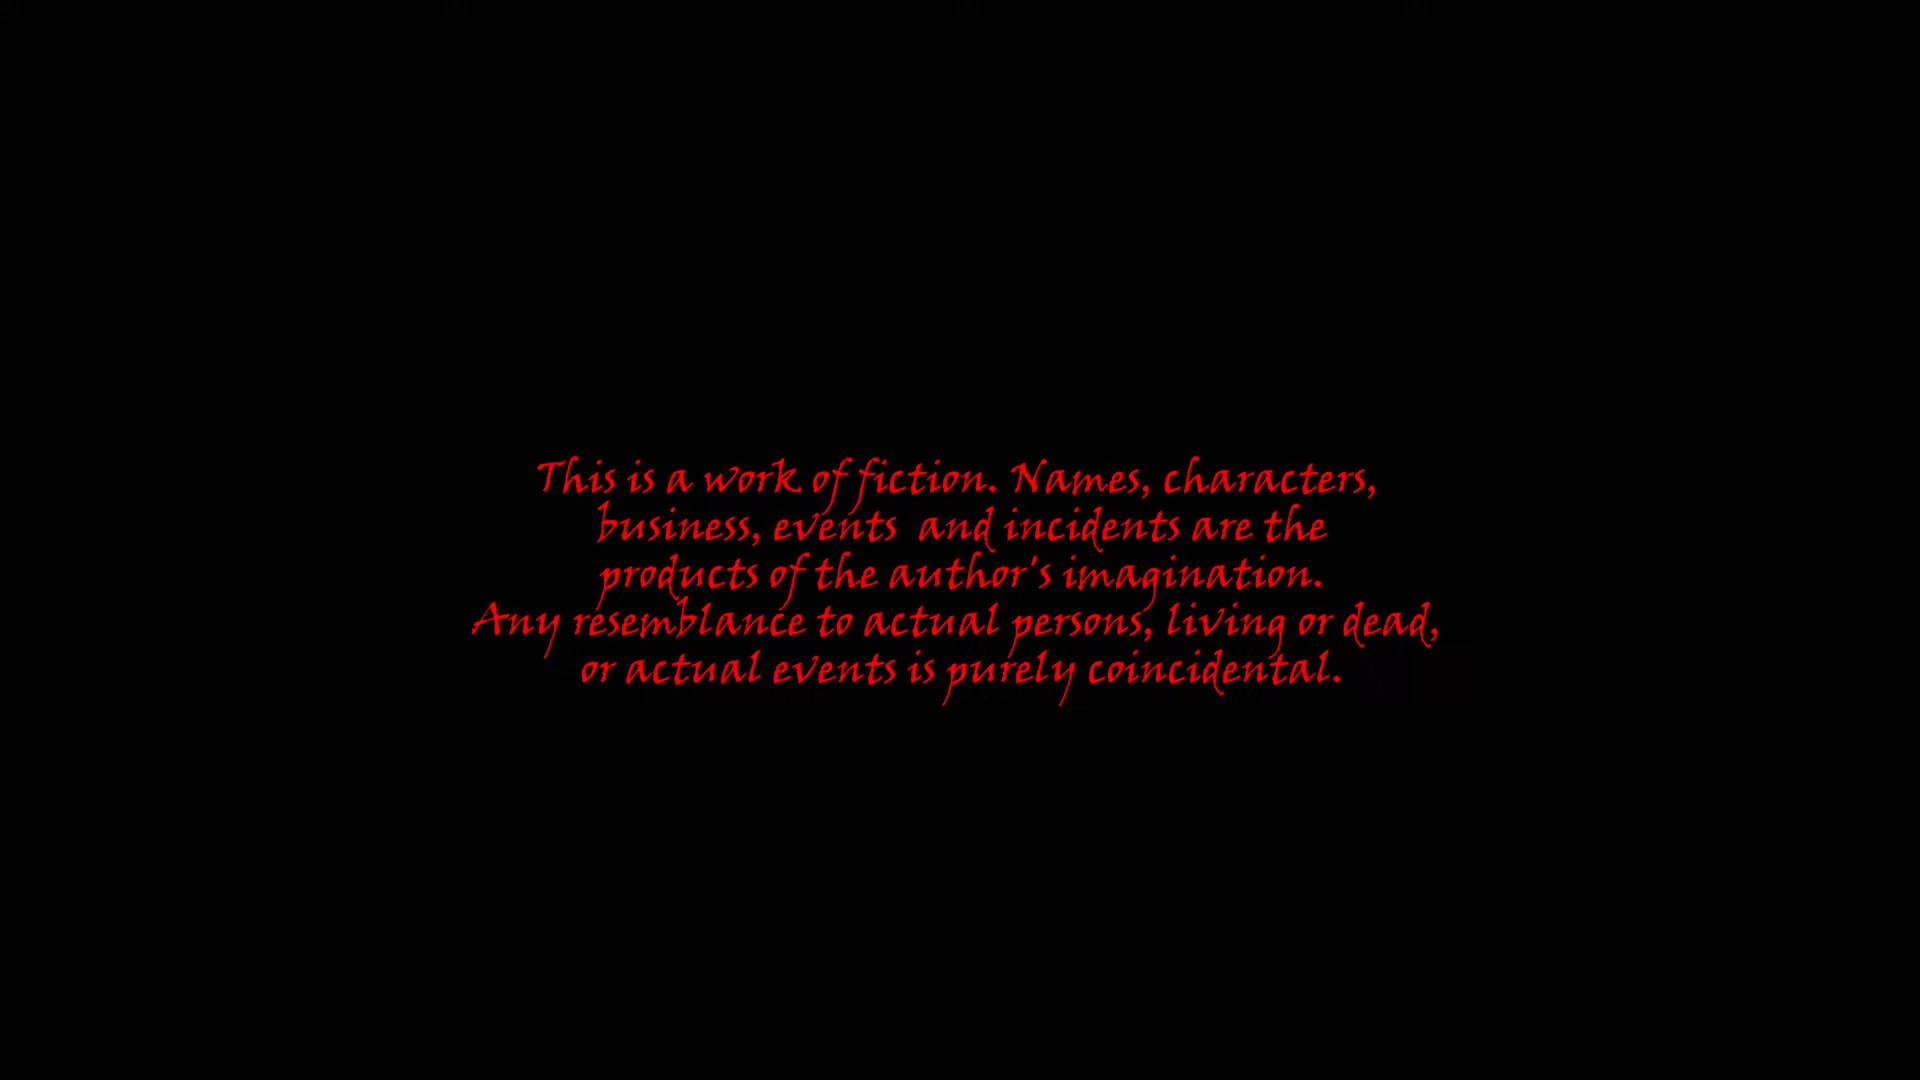 This is a work of fiction. Names, characters,
business, events  and incidents are the
products of the author's imagination.
Any resemblance to actual persons, living or dead,
or actual events is purely coincidental.